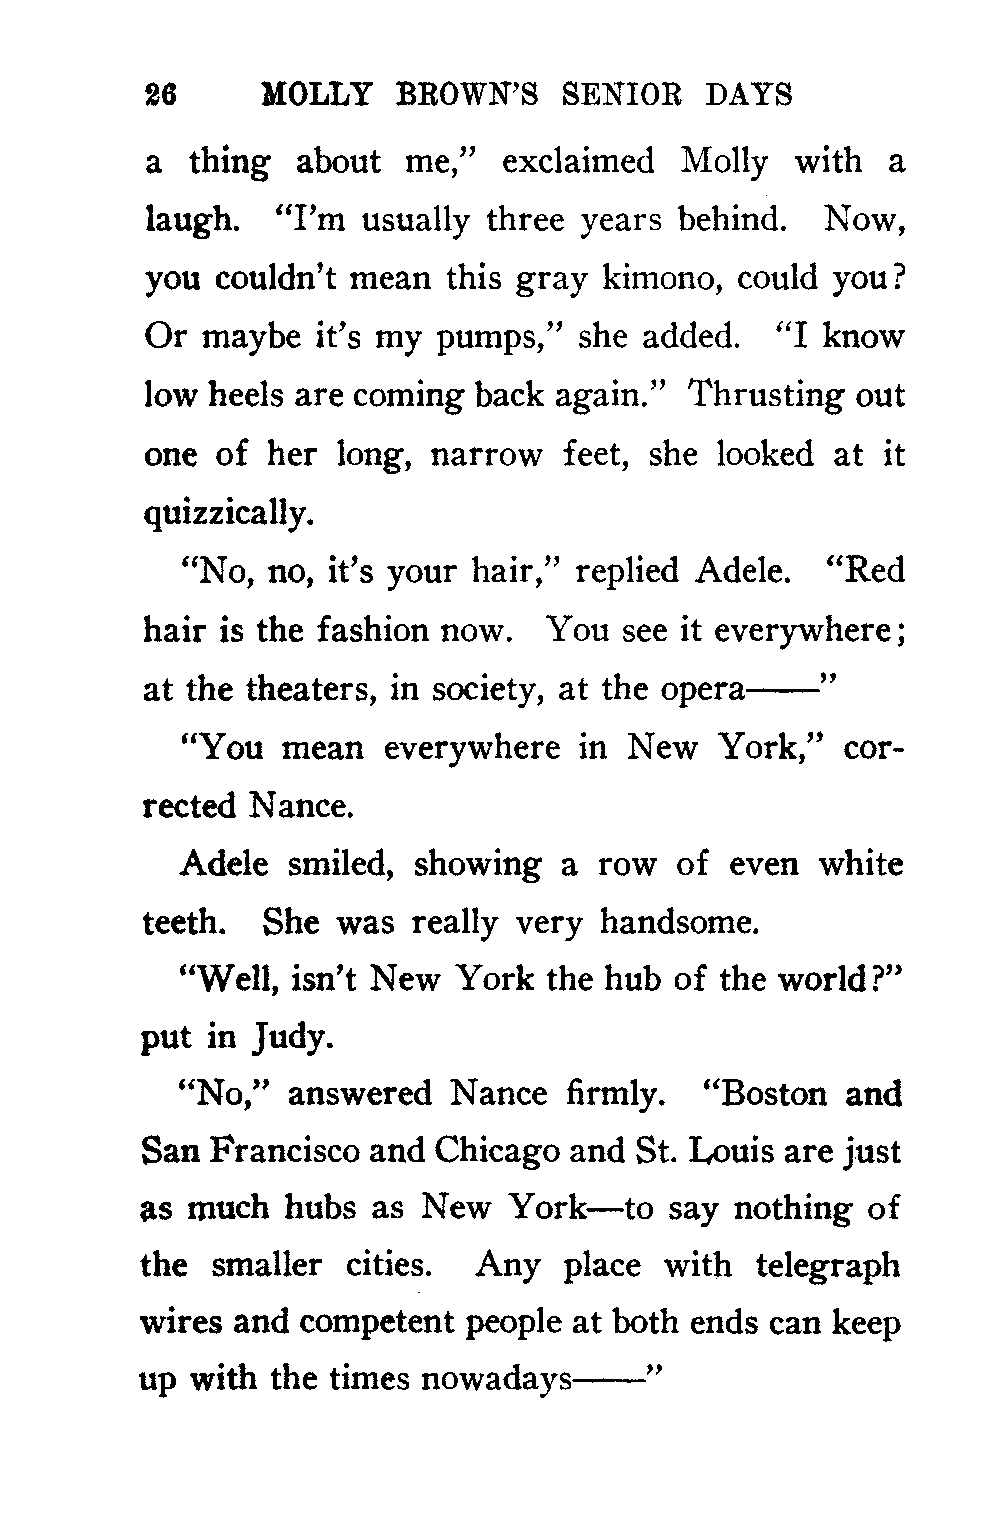 26 MOLLY BROWN'S SENIOR DAYS
a thing about me,” exclaimed Molly with a
laugh. “I'm usually three years behind. Now,
you couldn't mean this gray kimono, could you?
Or maybe it's my pumps,” she added. “I know
low heels are coming back again.” Thrusting out
one of her long, narrow feet, she looked at it
quizzically.
“No, no, it's your hair,” replied Adele. “Red
hair is the fashion now. You see it everywhere;
at the theaters, in society, at the opera——”
“You mean everywhere in New York,” cor-
rected Nance.
Adele smiled, showing a row of even white
teeth. She was really very handsome.
“Well, isn't New York the hub of the world?”
put in Judy.
“No,” answered Nance firmly. “Boston and
San Francisco and Chicago and St. Louis are just
as much hubs as New York—to say nothing of
the smaller cities. Any place with telegraph
wires and competent people at both ends can keep
up with the times nowadays——”